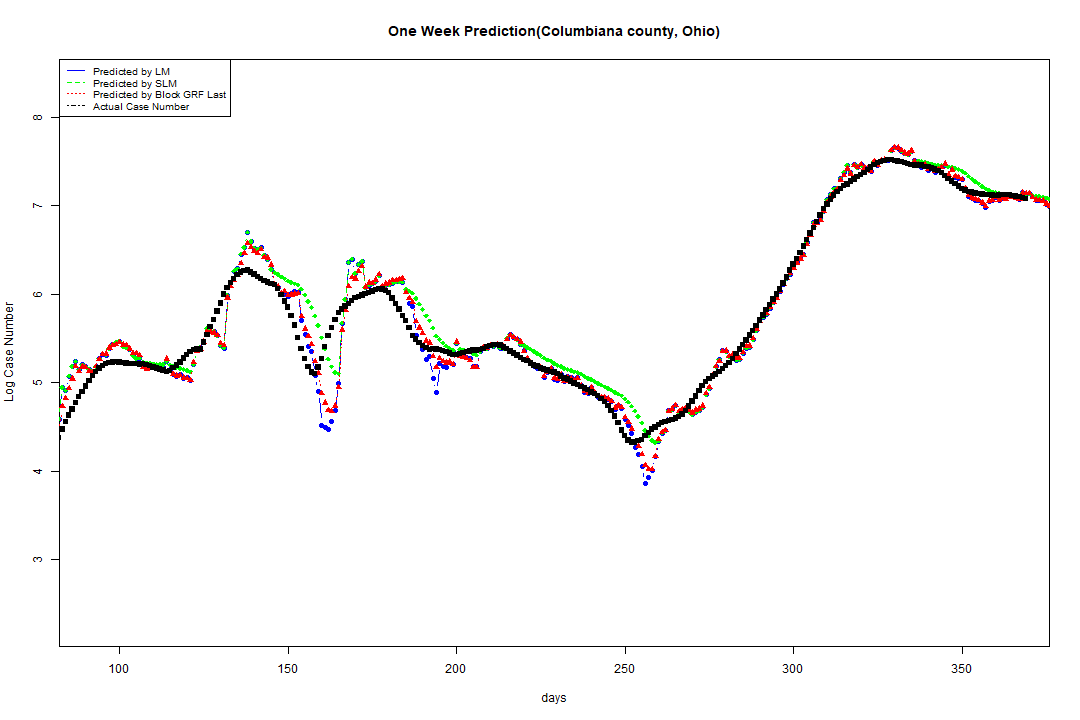 One Week Prediction(Columbiana county, Ohio)
Predicted by LM
Predicted by SLM
Predicted by Block GRF Last
Actual Case Number
8
7
6
5
4
3
Log Case Number
100 150 200 250 300 350
days